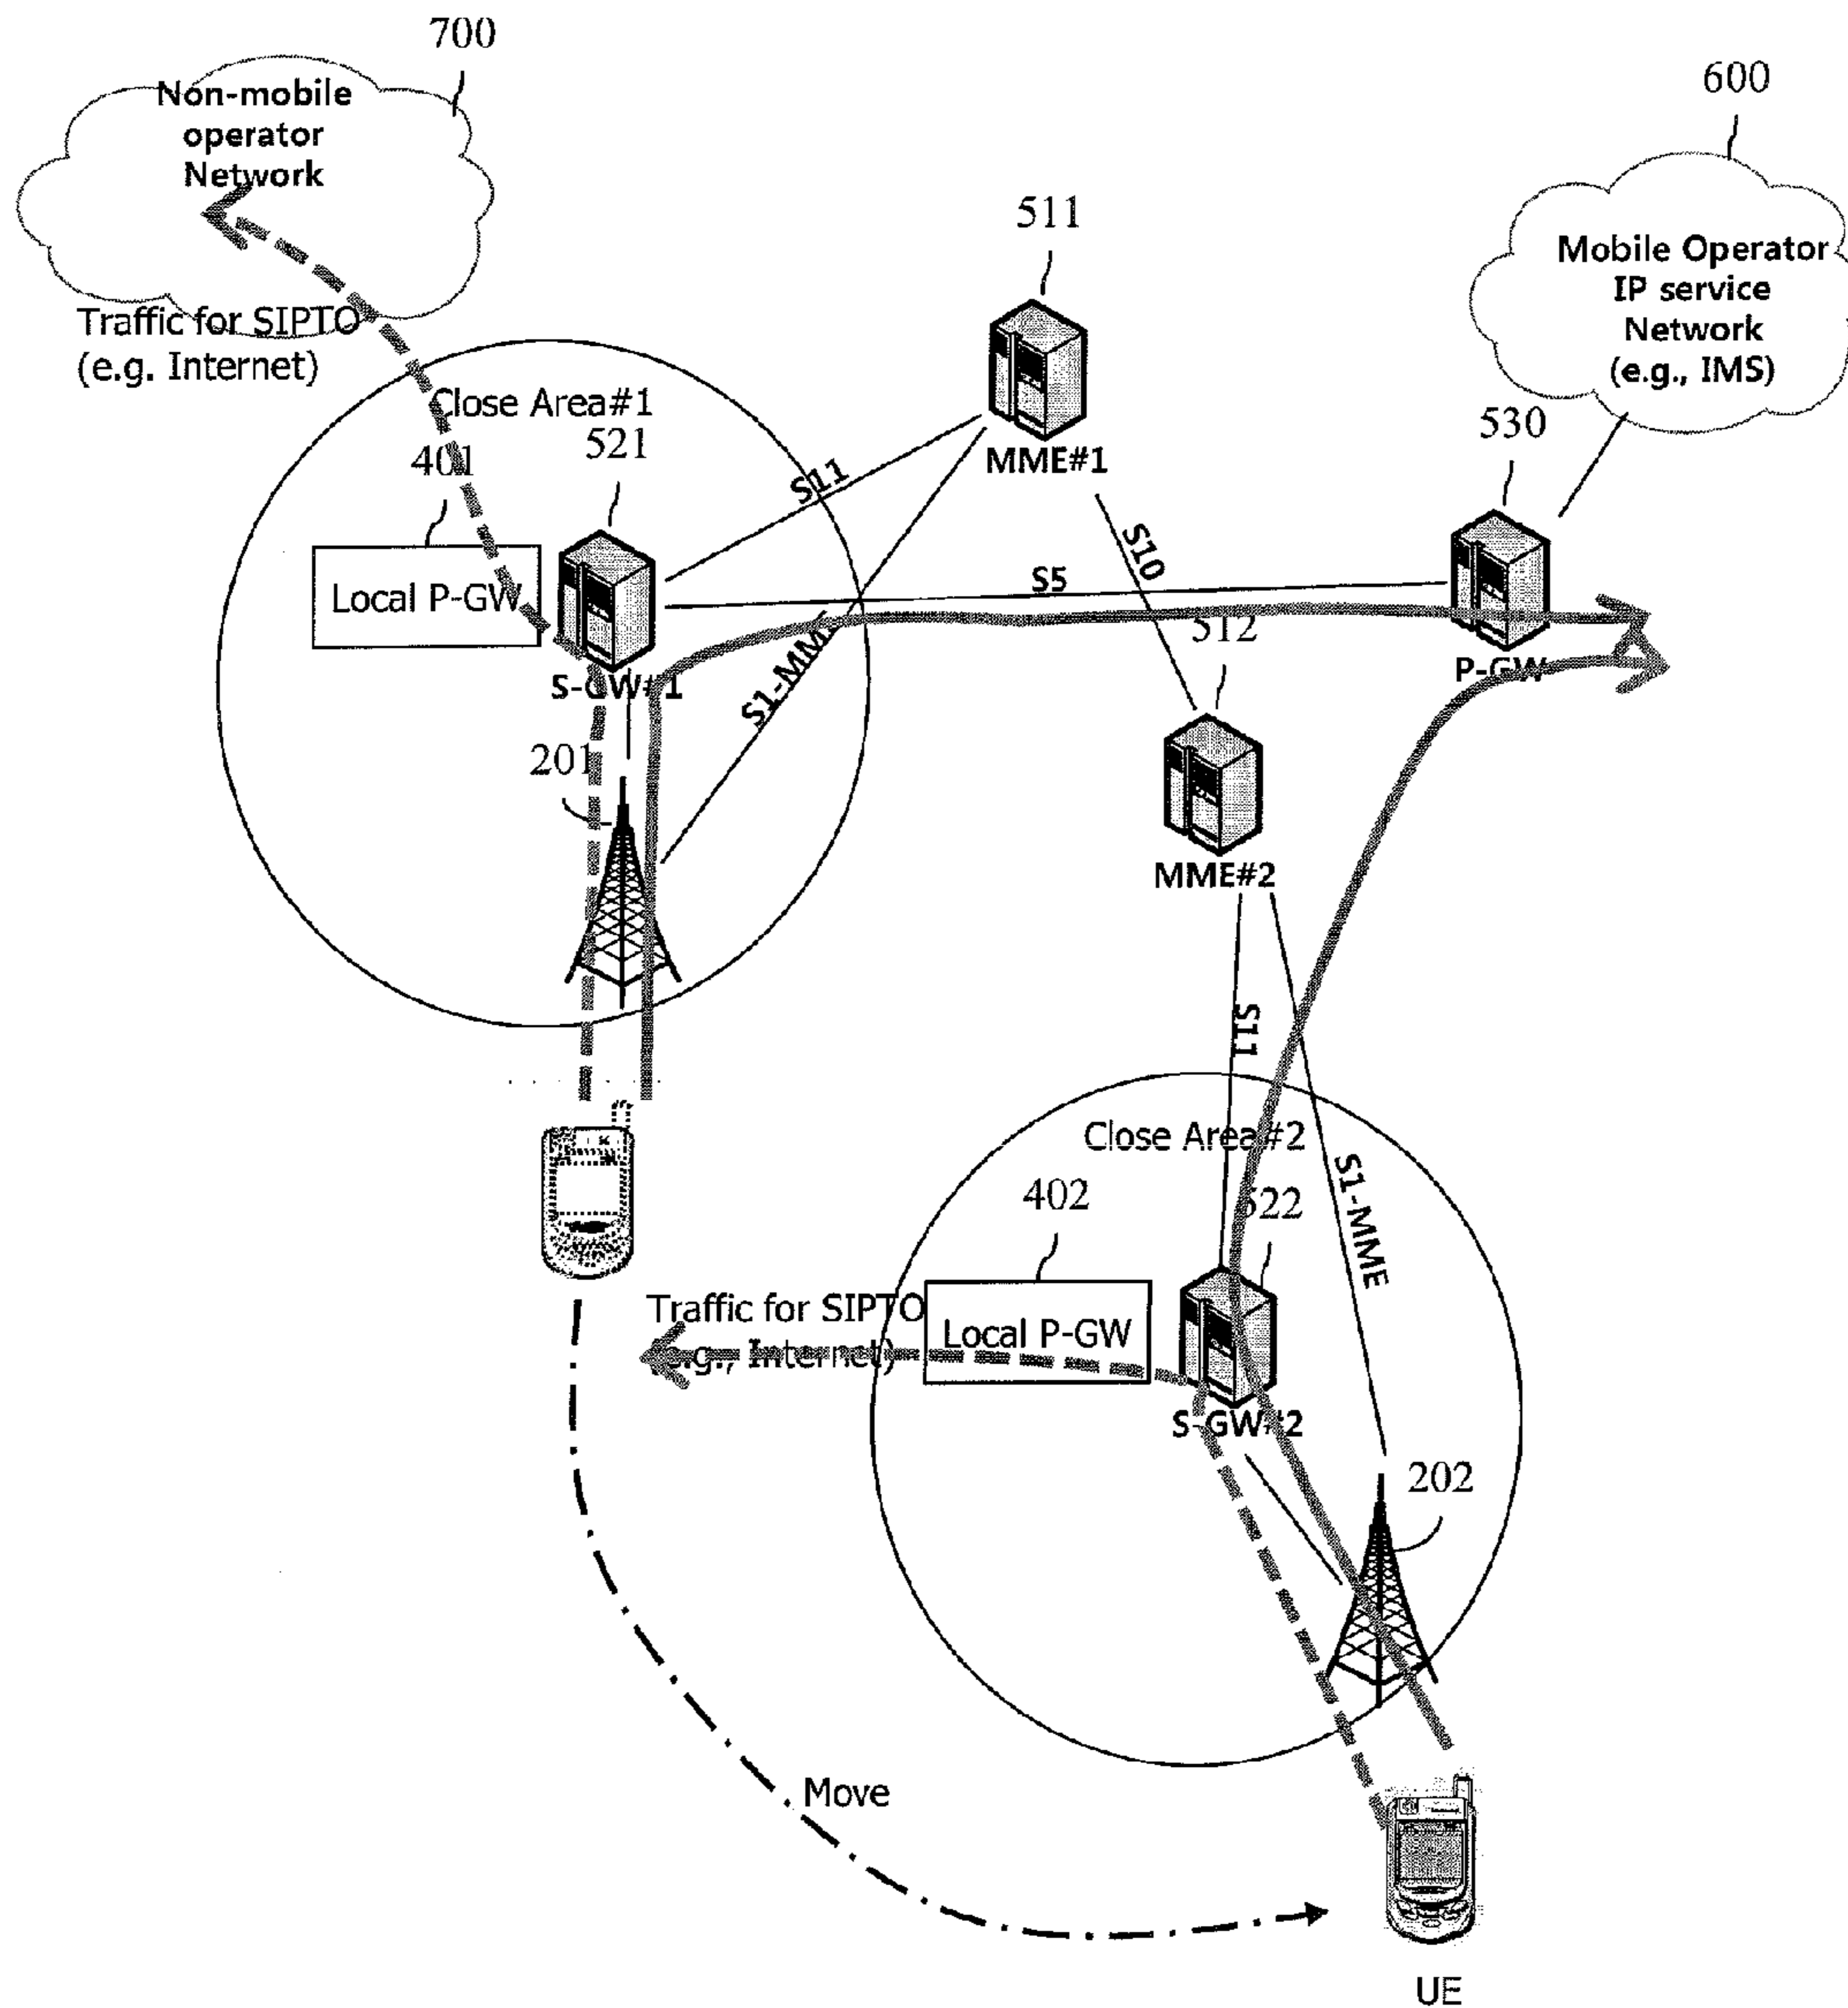 700
Non-mobile
operator
Network
600
Mobile Operator
IP service
Network
(e.g., IMS)
511
MME#1
Traffic for SIPTO
(e.g. Internet)
Close Area#1
401
521
Local P-GW
S-GW#1
S11
S1-MME
S10
S5
530
P-GW
512
MME#2
201
S11
S1-MME
Close Area#2
402
522
Local P-GW
S-GW#2
Traffic for SIPTO
(e.g., Internet)
202
Move
UE